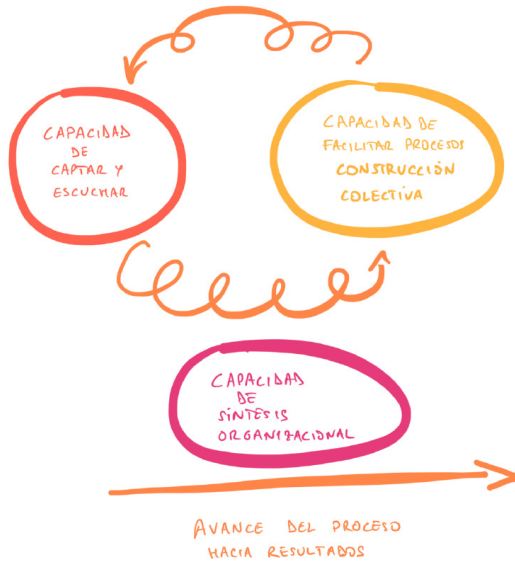 CAPACIDAD
DE
CAPTAR Y
ESCUCHAR
CAPACIDAD DE
FACILITAR PROCESOS
CONSTRUCCIÓN
COLECTIVA
CAPACIDAD
DE
SÍNTESIS
ORGANIZACIONAL
AVANCE DEL PROCESO
HACIA RESULTADOS